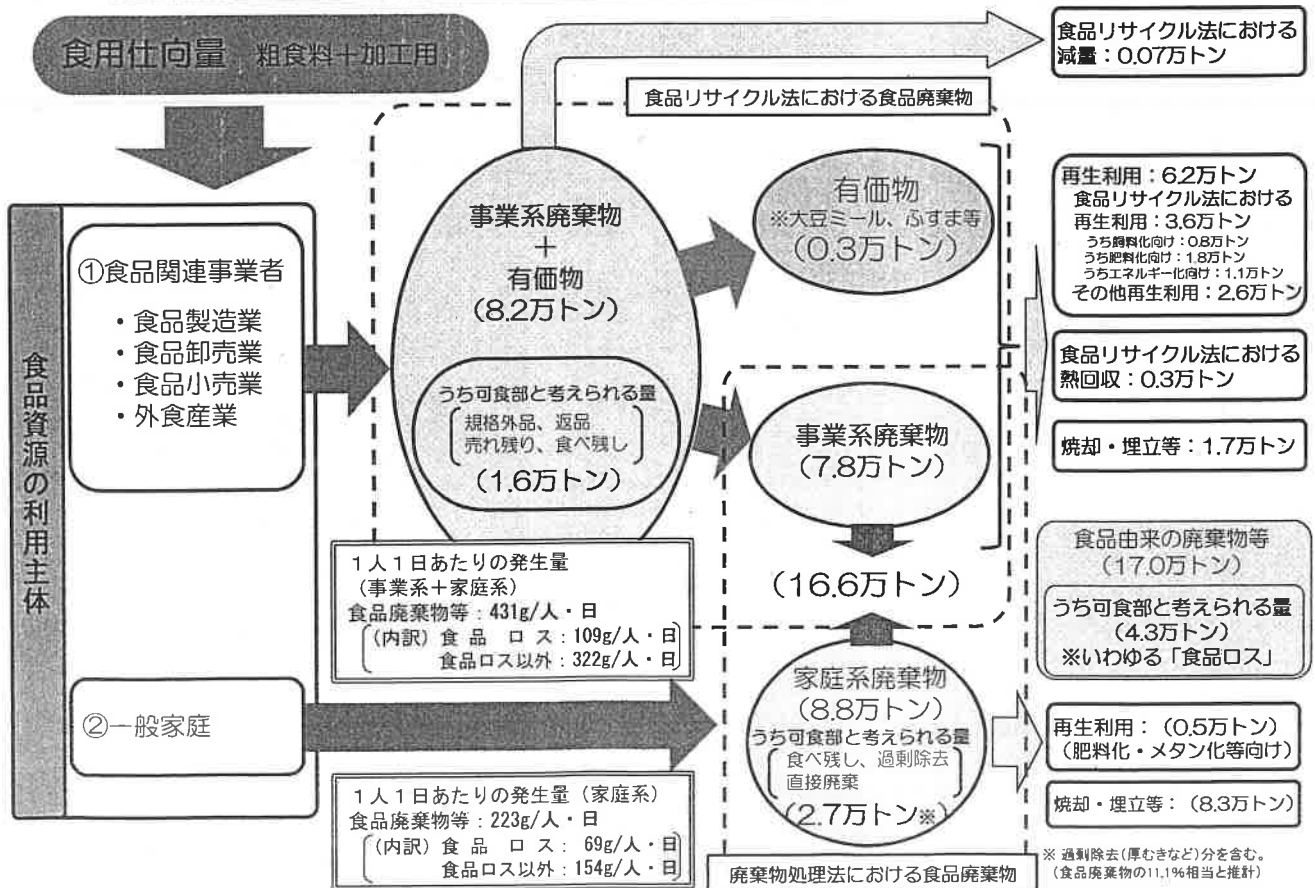 食用仕向量 粗食料+加工用
食品リサイクル法における
減量:0.07万トン
食品リサイクル法における食品廃棄物
食品資源の利用主体
①食品関連事業者
・食品製造業
・食品卸売業
・食品小売業
・外食産業
②一般家庭
事業系廃棄物
+
有価物
(8.2万トン)
うち可食部と考えられる量
規格外品、返品
売れ残り、食べ残し
(1.6万トン)
有価物
※大豆ミール、ふすま等
(0.3万トン)
事業系廃棄物
(7.8万トン)
(16.6万トン)
家庭系廃棄物
(8.8万トン)
うち可食部と考えられる量
食べ残し、過剰除去
直接廃棄
(2.7万トン※)
廃棄物処理法における食品廃棄物
1人1日あたりの発生量
(事業系+家庭系)
食品廃棄物等:431g/人・日
(内訳)食品ロス:109g/人・日
食品ロス以外:322g/人・日
1人1日あたりの発生量(家庭系)
食品廃棄物等:223g/人・日
(内訳)食品ロス:69g/人・日
食品ロス以外:154g/人・日
再生利用:6.2万トン
食品リサイクル法における
再生利用:3.6万トン
うち飼料化向け:0.8万トン
うち肥料化向け:1.8万トン
うちエネルギー化向け:1.1万トン
その他再生利用:2.6万トン
食品リサイクル法における
熱回収:0.3万トン
焼却・埋立等:1.7万トン
食品由来の廃棄物等
(17.0万トン)
うち可食部と考えられる量
(4.3万トン)
※いわゆる「食品ロス」
再生利用:(0.5万トン)
(肥料化・メタン化等向け)
焼却・埋立等:(8.3万トン)
※ 過剰除去(厚むきなど)分を含む。
(食品廃棄物の11.1%相当と推計)